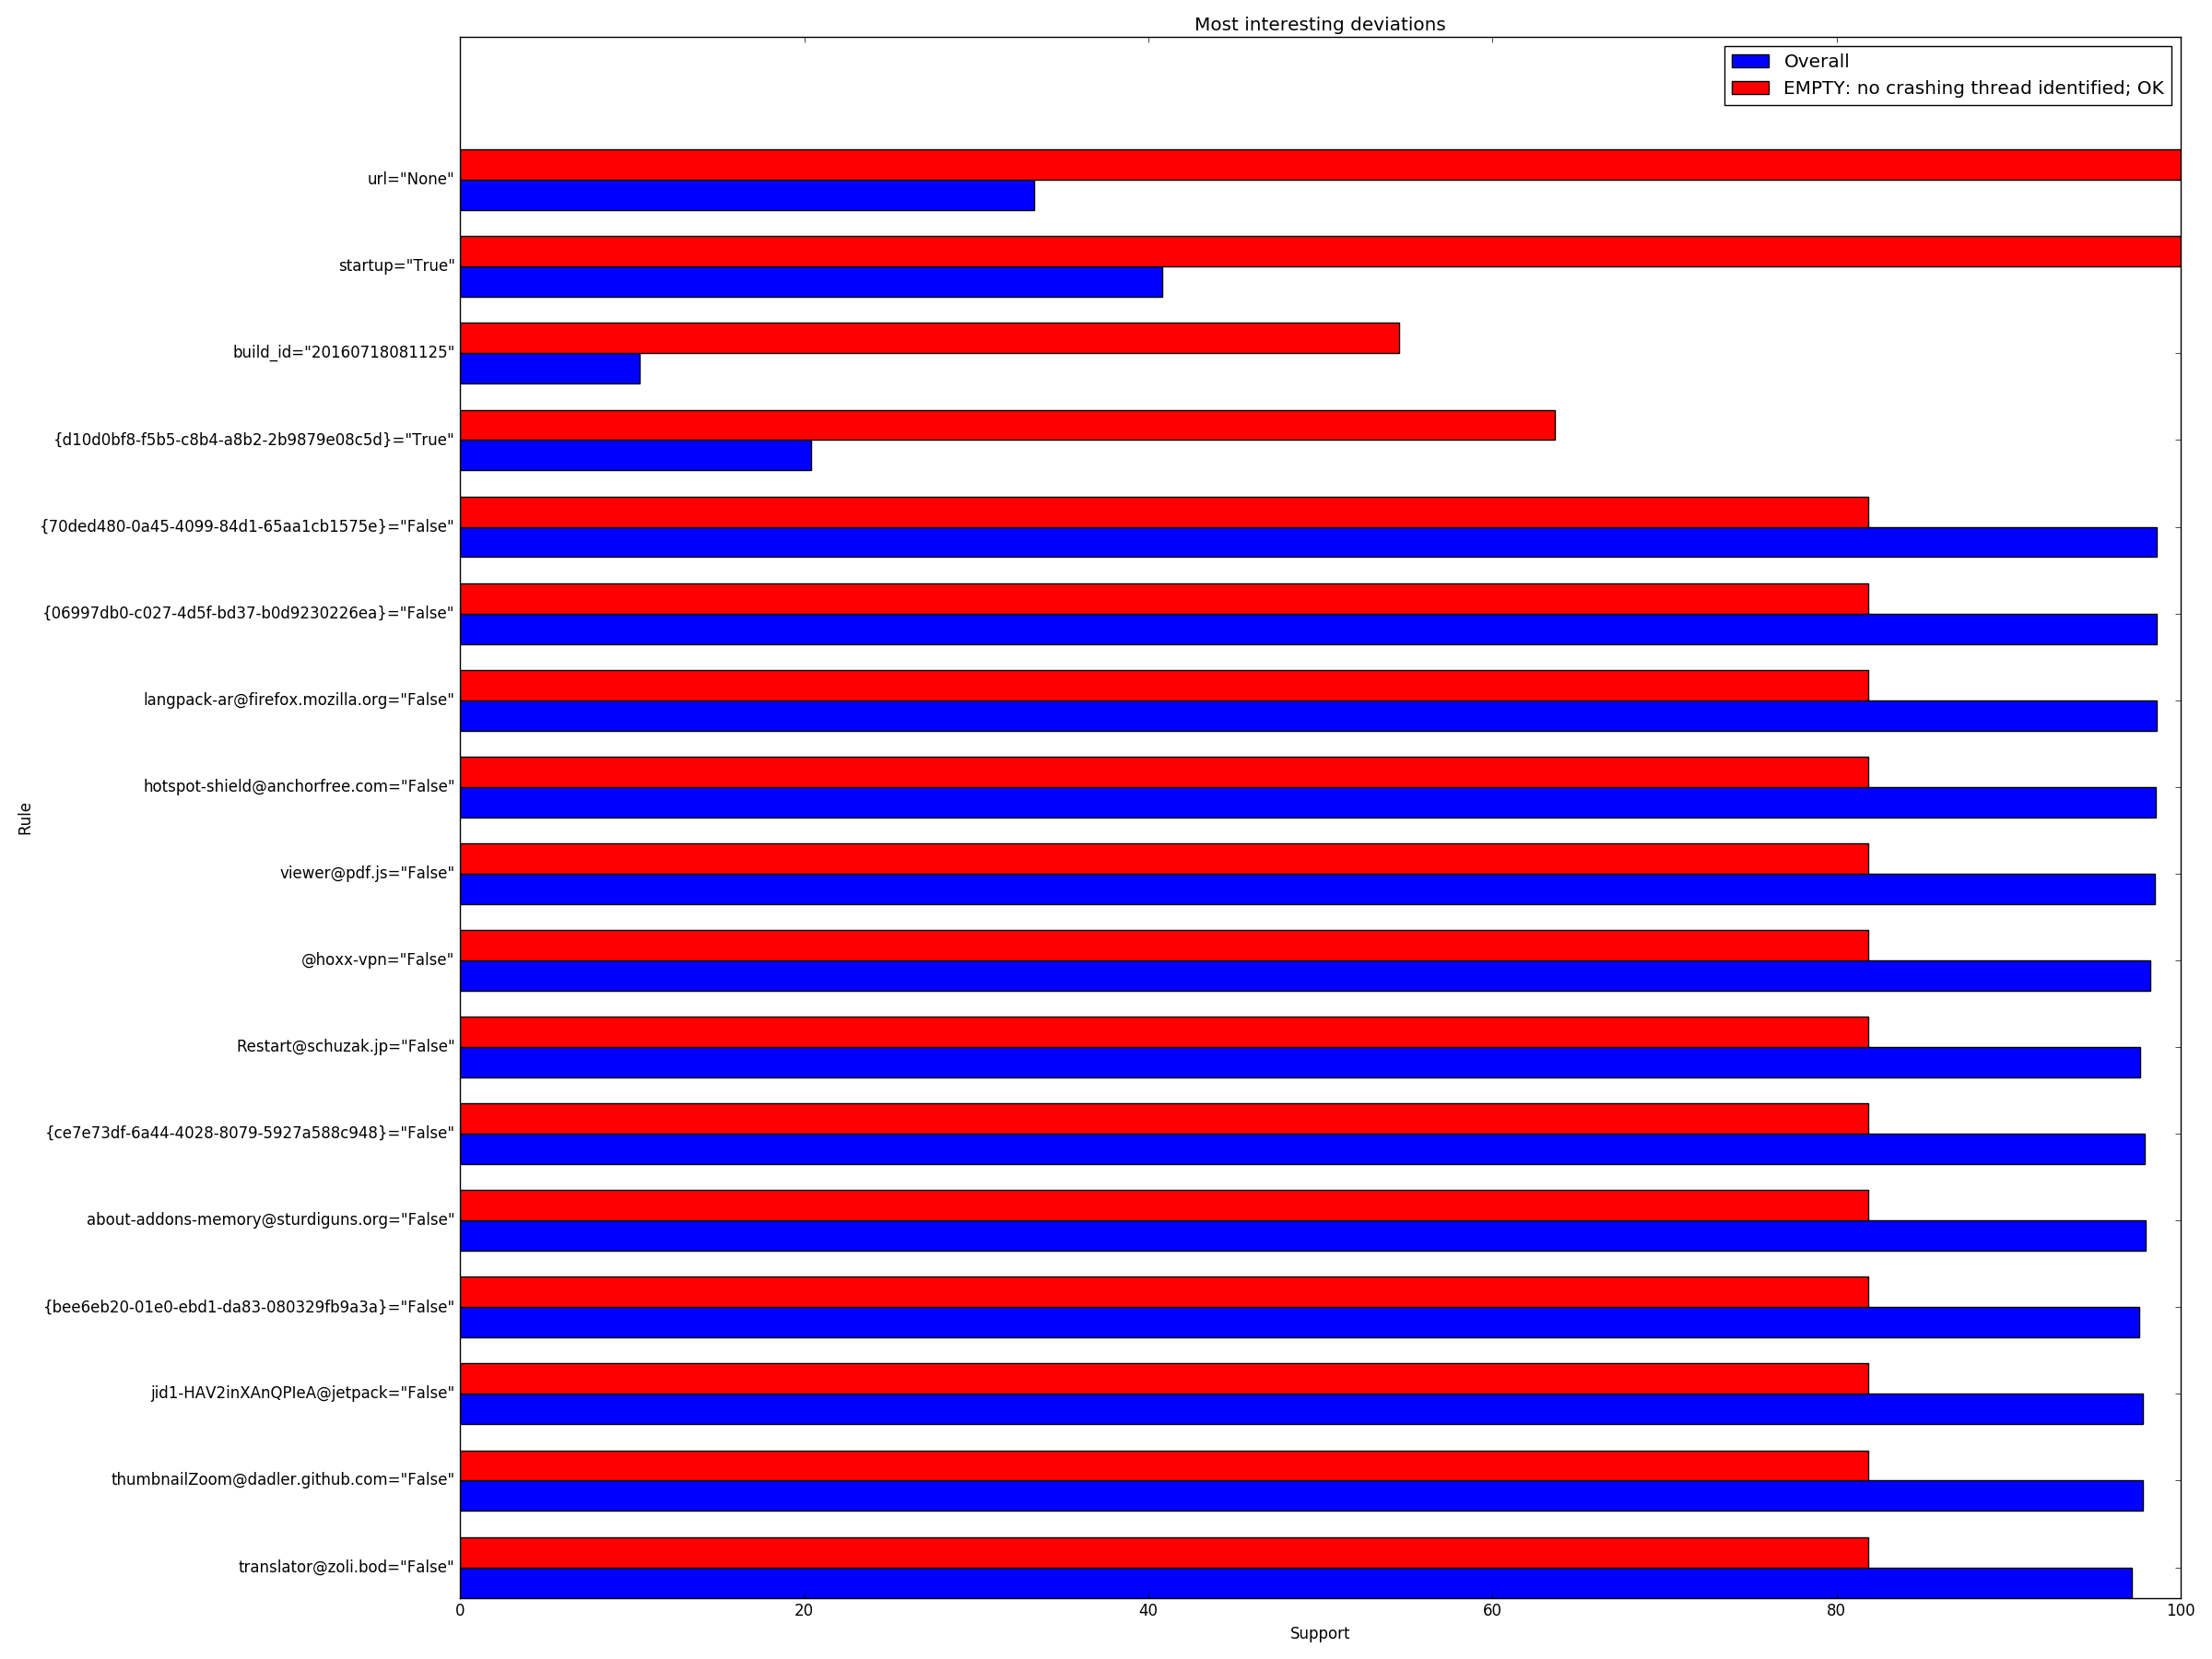 Most interesting deviations
Overall
EMPTY: no crashing thread identified; OK
url="None"
startup="True"
build_id="20160718081125"
{d10d0bf8-f5b5-c8b4-a8b2-2b9879e08c5d}="True"
{70ded480-0a45-4099-84d1-65aa1cb1575e}="False"
{06997db0-c027-4d5f-bd37-b0d9230226ea}="False"
langpack-ar@firefox.mozilla.org="False"
hotspot-shield@anchorfree.com="False"
viewer@pdf.js="False"
@hoxx-vpn="False"
Restart@schuzak.jp="False"
{ce7e73df-6a44-4028-8079-5927a588c948}="False"
about-addons-memory@sturdiguns.org="False"
{bee6eb20-01e0-ebd1-da83-080329fb9a3a}="False"
jid1-HAV2inXAnQPIeA@jetpack="False"
thumbnailZoom@dadler.github.com="False"
translator@zoli.bod="False"
Rule
0 20 40 60 80 100
Support